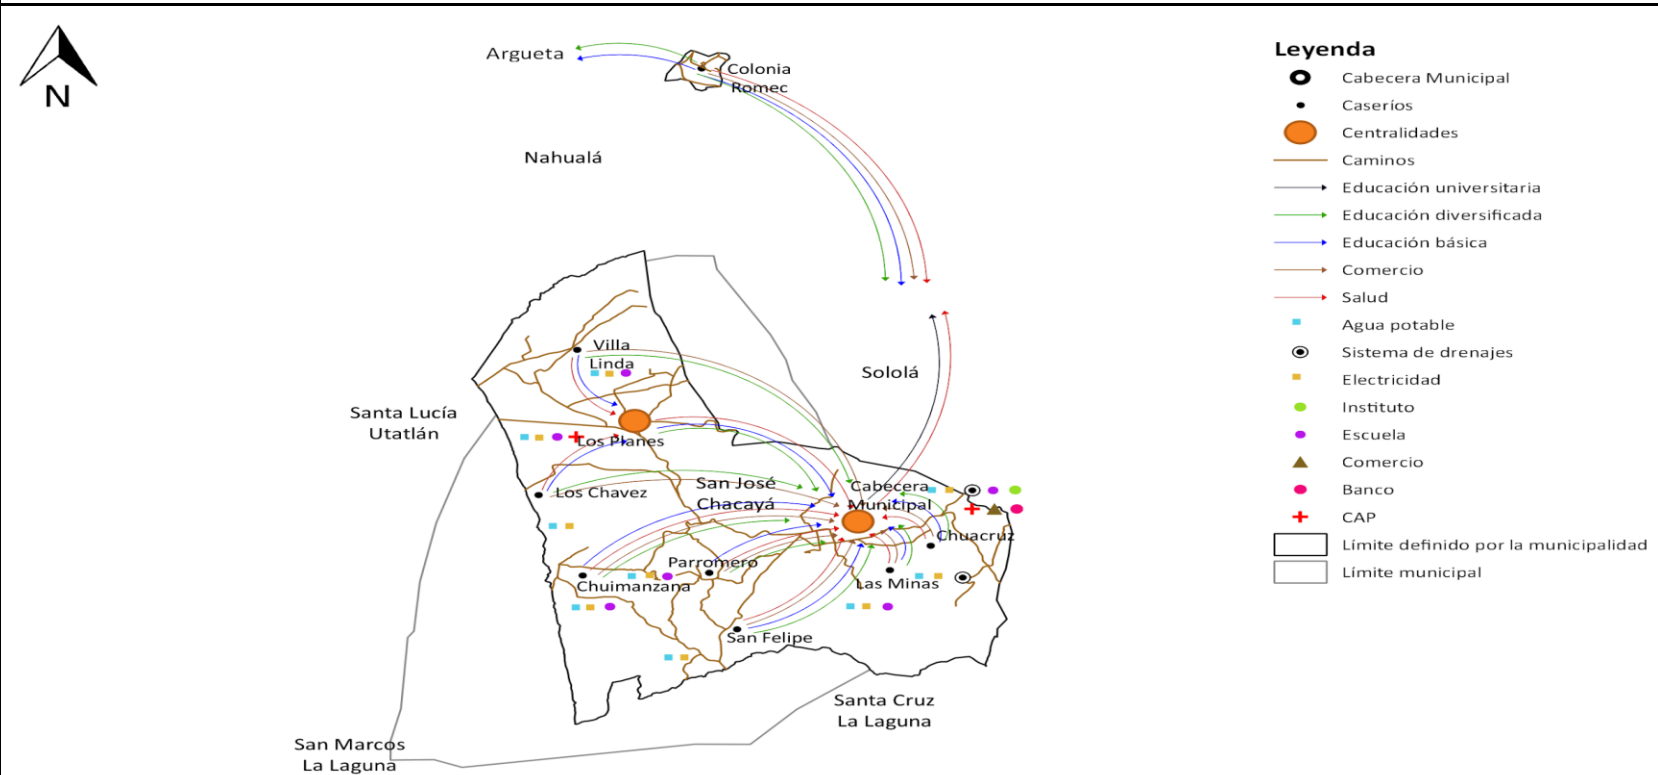 N
Argueta
Colonia
Romec
Nahualá
Villa
Linda
Sololá
Santa Lucía
Utatlán
Los Planes
Los Chavez
San José
Chacayá
Cabecera
Municipal
Chuacruz
Parromero
Chuimanzana
Las Minas
San Felipe
Santa Cruz
La Laguna
San Marcos
La Laguna
Leyenda
Cabecera Municipal
Caseríos
Centralidades
Caminos
Educación universitaria
Educación diversificada
Educación básica
Comercio
Salud
Agua potable
Sistema de drenajes
Electricidad
Instituto
Escuela
Comercio
Banco
CAP
Límite definido por la municipalidad
Límite municipal